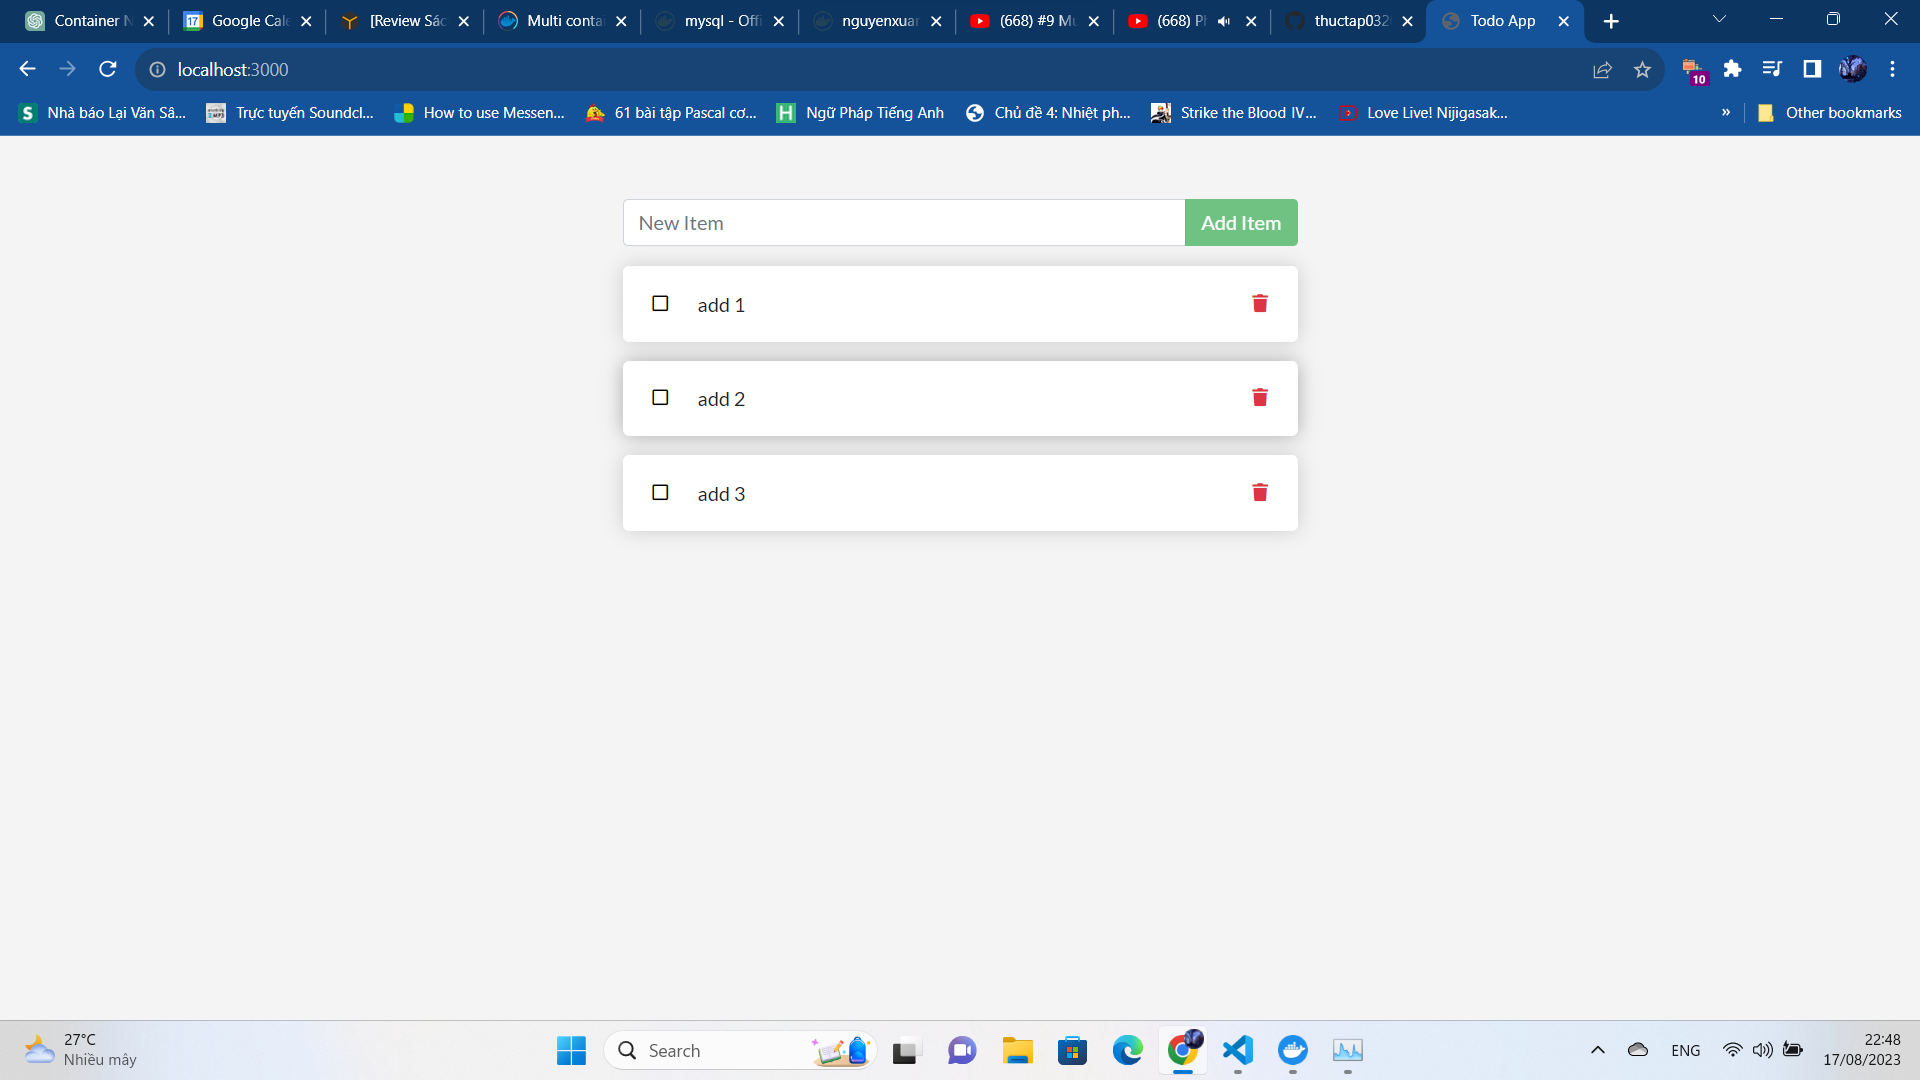 Container N
Google Cale
[Review Sác
Multi contai
mysql - Offi
nguyenxuar
(668) #9 Mu
(668) Ph
thuctap032
Todo App
localhost:3000
10
Nhà báo Lại Văn Sâ...
Trực tuyến Soundcl...
How to use Messen...
61 bài tập Pascal cơ...
Ngữ Pháp Tiếng Anh
Chủ đề 4: Nhiệt ph...
Strike the Blood IV...
Love Live! Nijigasak...
»
Other bookmarks
New Item
Add Item
add 1
add 2
add 3
27°C
Nhiều mây
Search
ENG
22:48
17/08/2023